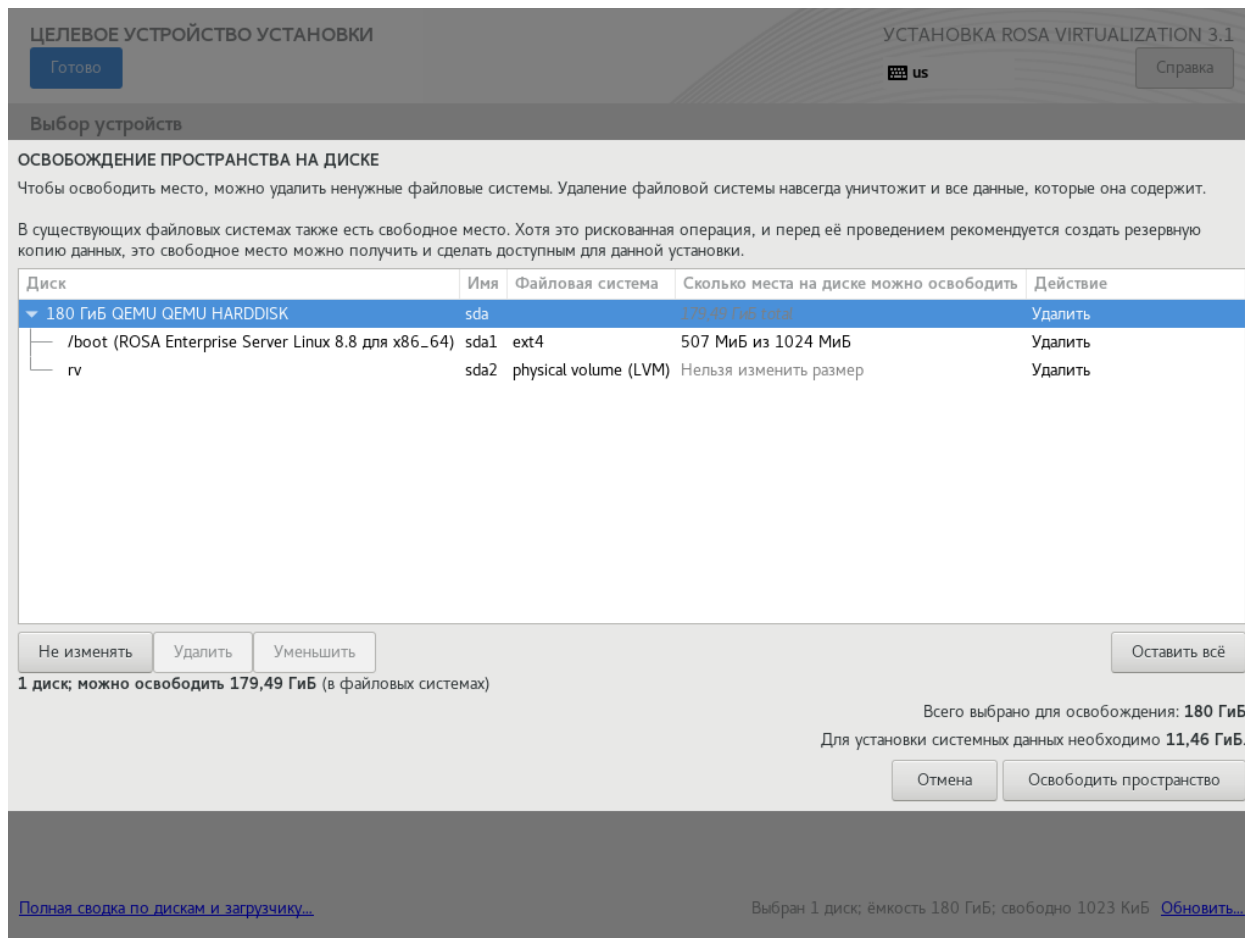 ЦЕЛЕВОЕ УСТРОЙСТВО УСТАНОВКИ
УСТАНОВКА ROSA VIRTUALIZATION 3.1
Готово
us
Справка
Выбор устройств
ОСВОБОЖДЕНИЕ ПРОСТРАНСТВА НА ДИСКЕ
Чтобы освободить место, можно удалить ненужные файловые системы. Удаление файловой системы навсегда уничтожит и все данные, которые она содержит.
В существующих файловых системах также есть свободное место. Хотя это рискованная операция, и перед её проведением рекомендуется создать резервную
копию данных, это свободное место можно получить и сделать доступным для данной установки.
Диск Имя Файловая система Сколько места на диске можно освободить Действие
180 ГиБ QEMU QEMU HARDDISK sda 179,49 ГиБ total Удалить
/boot (ROSA Enterprise Server Linux 8.8 для x86_64) sda1 ext4 507 МиБ из 1024 МиБ Удалить
rv sda2 physical volume (LVM) Нельзя изменить размер Удалить
Не изменять Удалить Уменьшить Оставить всё
1 диск; можно освободить 179,49 ГиБ (в файловых системах)
Всего выбрано для освобождения: 180 ГиБ
Для установки системных данных необходимо 11,46 ГиБ.
Отмена Освободить пространство
Полная сводка по дискам и загрузчику... Выбран 1 диск; ёмкость 180 ГиБ; свободно 1023 КиБ Обновить...